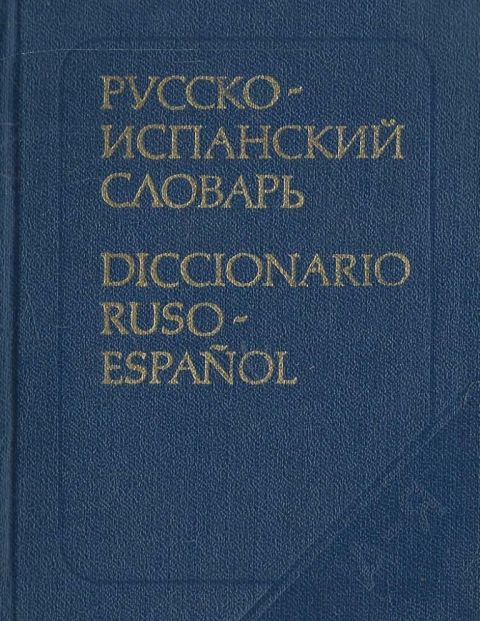 РУССКО-
ИСПАНСКИЙ
СЛОВАРЬ
DICCIONARIO
RUSO-
ESPAÑOL
А-Я